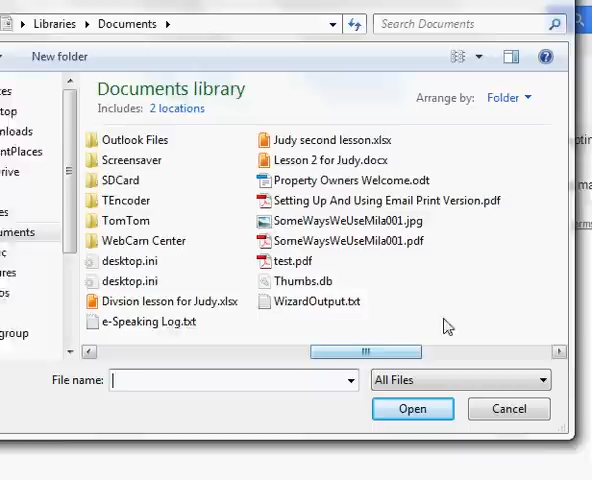 Libraries Documents Search Documents
New folder
Documents library
Includes: 2 locations
Arrange by: Folder
Outlook Files
Screensaver
SDCard
TEncoder
TomTom
WebCam Center
desktop.ini
desktop.ini
Divsion lesson for Judy.xlsx
e-Speaking Log.txt
Judy second lesson.xlsx
Lesson 2 for Judy.docx
Property Owners Welcome.odt
Setting Up And Using Email Print Version.pdf
SomeWaysWeUseMila001.jpg
SomeWaysWeUseMila001.pdf
test.pdf
Thumbs.db
WizardOutput.txt
File name: All Files
Open Cancel